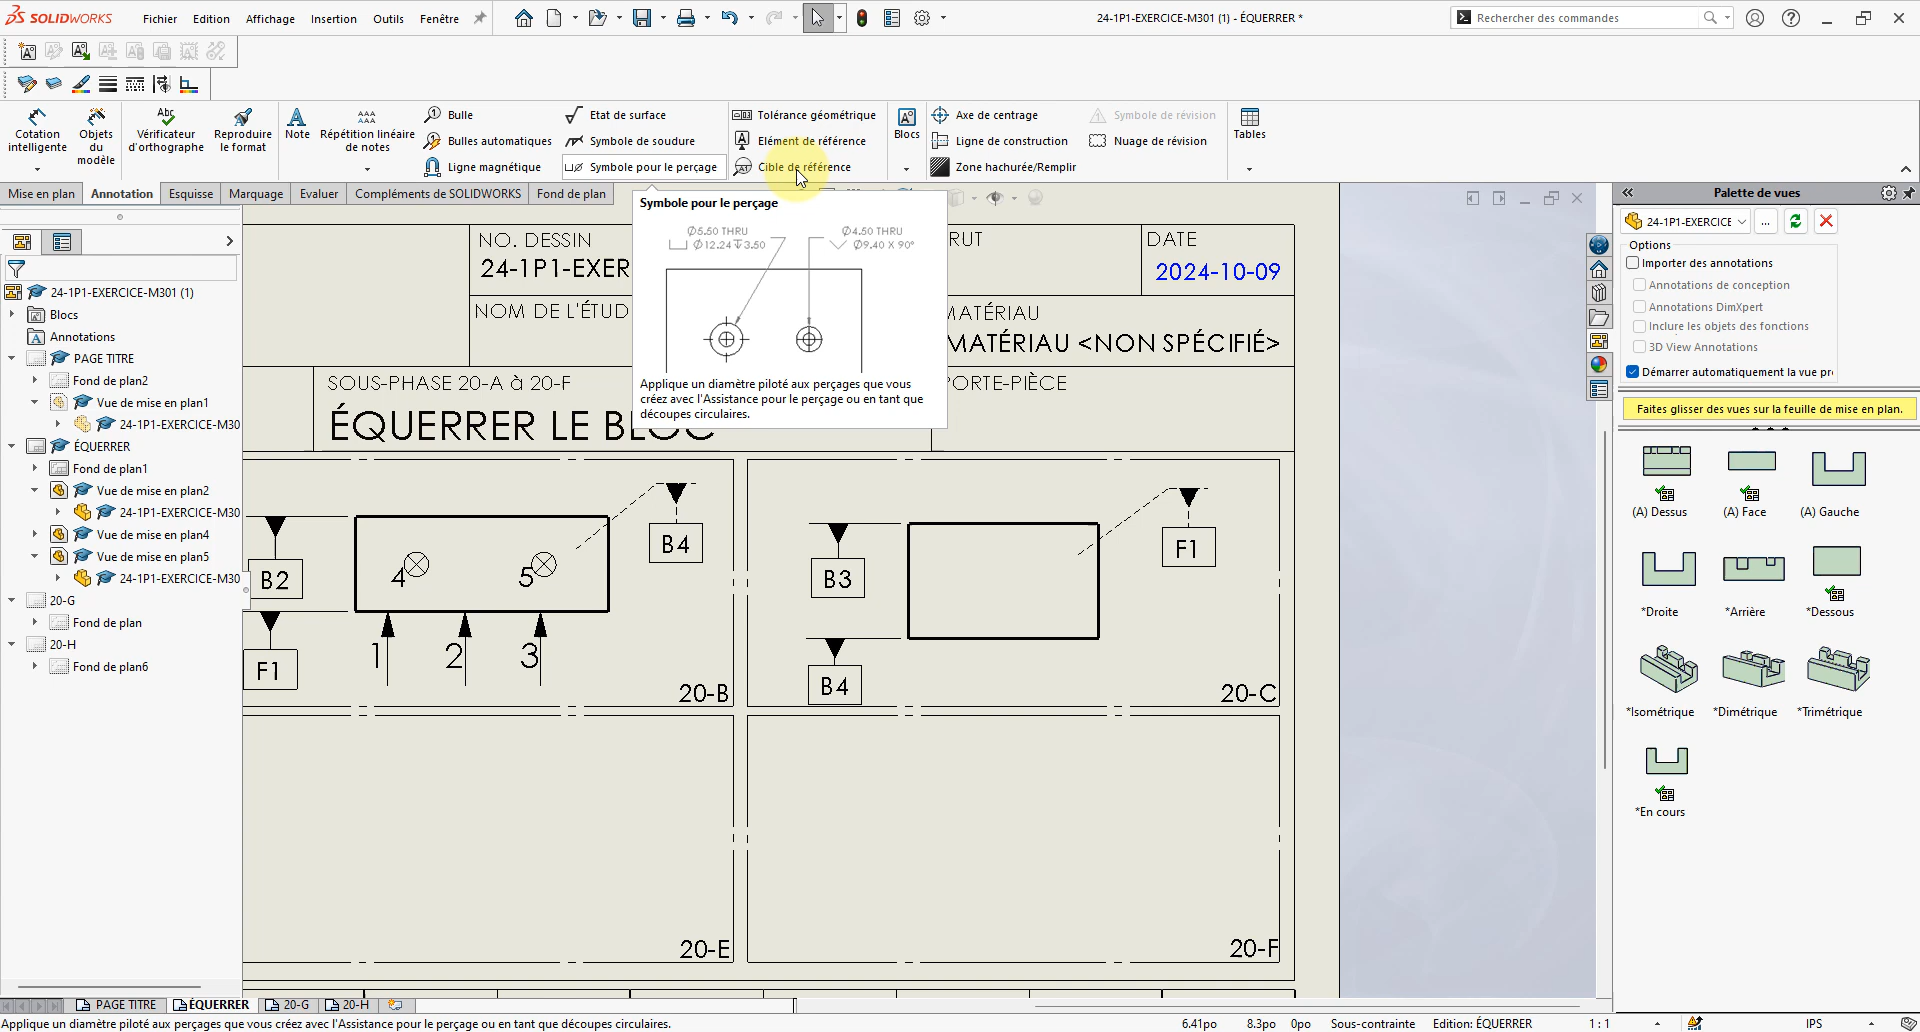 SOLIDWORKS
Fichier Edition Affichage Insertion Outils Fenêtre
24-1P1-EXERCICE-M301 (1) - ÉQUERRER *
Rechercher des commandes
Cotation intelligente
Objets du modèle
Abc
Vérificateur d'orthographe
Reproduire le format
Note
Répétition linéaire de notes
Bulle
Bulles automatiques
Ligne magnétique
Etat de surface
Symbole de soudure
Symbole pour le perçage
Tolérance géométrique
Elément de référence
Cible de référence
Blocs
Axe de centrage
Ligne de construction
Zone hachurée/Remplir
Symbole de révision
Nuage de révision
Tables
Mise en plan Annotation Esquisse Marquage Evaluer Compléments de SOLIDWORKS Fond de plan
24-1P1-EXERCICE-M301 (1)
Blocs
Annotations
PAGE TITRE
Fond de plan2
Vue de mise en plan1
24-1P1-EXERCICE-M30
ÉQUERRER
Fond de plan1
Vue de mise en plan2
24-1P1-EXERCICE-M30
Vue de mise en plan4
Vue de mise en plan5
24-1P1-EXERCICE-M30
20-G
Fond de plan
20-H
Fond de plan6
Symbole pour le perçage
Ø5.50 THRU
Ø12.24 ↧ 3.50
Ø4.50 THRU
Ø9.40 X 90°
Applique un diamètre piloté aux perçages que vous
créez avec l'Assistance pour le perçage ou en tant que
découpes circulaires.
NO. DESSIN
24-1P1-EXER
RUT
DATE
2024-10-09
NOM DE L'ÉTUD
MATÉRIAU
MATÉRIAU <NON SPÉCIFIÉ>
SOUS-PHASE 20-A à 20-F
ÉQUERRER LE BLOC
PORTE-PIÈCE
B2
4
5
B4
F1
1 2 3
20-B
B3
F1
B4
20-C
20-E
20-F
Palette de vues
24-1P1-EXERCICE
...
Options
Importer des annotations
Annotations de conception
Annotations DimXpert
Inclure les objets des fonctions
3D View Annotations
Démarrer automatiquement la vue pr
Faites glisser des vues sur la feuille de mise en plan.
(A) Dessus (A) Face (A) Gauche
*Droite *Arrière *Dessous
*Isométrique *Dimétrique *Trimétrique
*En cours
PAGE TITRE ÉQUERRER 20-G 20-H
Applique un diamètre piloté aux perçages que vous créez avec l'Assistance pour le perçage ou en tant que découpes circulaires.
6.41po 8.3po 0po Sous-contrainte Edition: ÉQUERRER 1 : 1 IPS